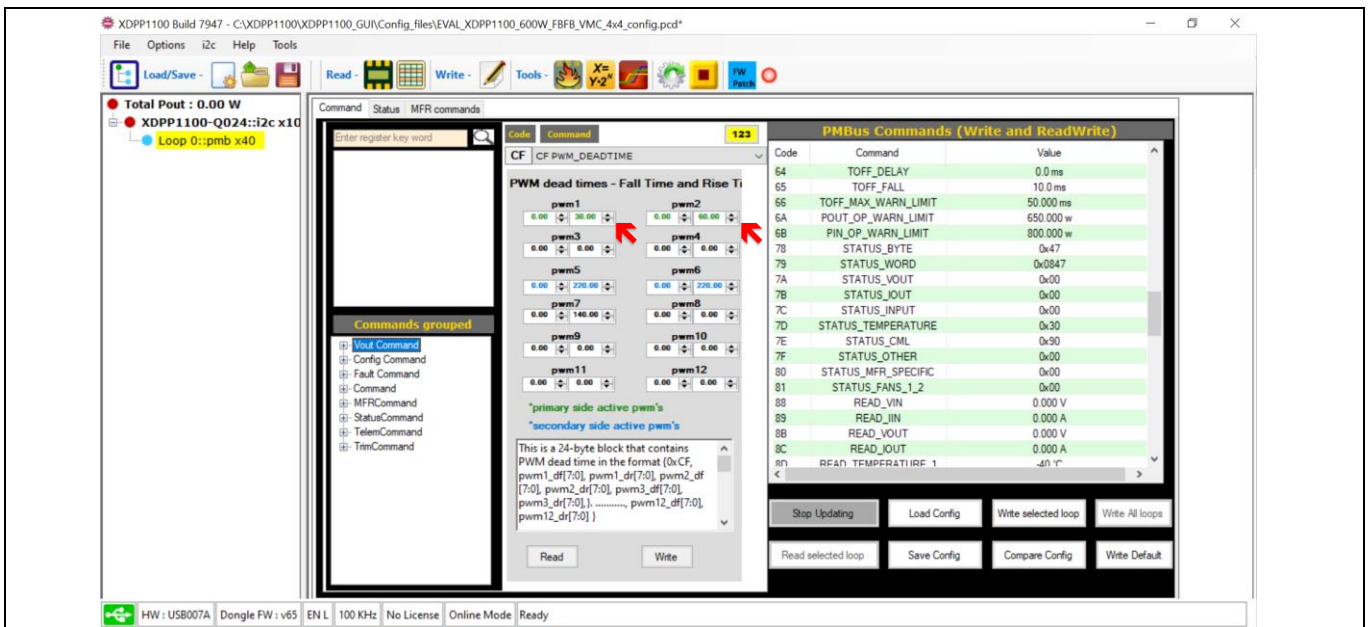 XDPP1100 Build 7947 - C:\XDPP1100\XDPP1100_GUI\Config_files\EVAL_XDPP1100_600W_FBFB_VMC_4x4_config.pcd*
File Options i2c Help Tools
Load/Save - Read - Write - Tools - X= Y·2ᴺ FW Patch
Total Pout : 0.00 W
XDPP1100-Q024::i2c x10
Loop 0::pmb x40
Command Status MFR commands
Enter register key word
Commands grouped
Vout Command
Config Command
Fault Command
Command
MFRCommand
StatusCommand
TelemCommand
TrimCommand
Code Command 123
CF CF PWM_DEADTIME
PWM dead times - Fall Time and Rise Ti
pwm1 pwm2
0.00 30.00 0.00 60.00
pwm3 pwm4
0.00 0.00 0.00 0.00
pwm5 pwm6
0.00 220.00 0.00 220.00
pwm7 pwm8
0.00 140.00 0.00 0.00
pwm9 pwm10
0.00 0.00 0.00 0.00
pwm11 pwm12
0.00 0.00 0.00 0.00
*primary side active pwm's
*secondary side active pwm's
This is a 24-byte block that contains
PWM dead time in the format {0xCF,
pwm1_df[7:0], pwm1_dr[7:0], pwm2_df
[7:0], pwm2_dr[7:0], pwm3_df[7:0],
pwm3_dr[7:0],}. ..........., pwm12_df[7:0],
pwm12_dr[7:0] }
Read Write
PMBus Commands (Write and ReadWrite)
Code Command Value
64 TOFF_DELAY 0.0 ms
65 TOFF_FALL 10.0 ms
66 TOFF_MAX_WARN_LIMIT 50.000 ms
6A POUT_OP_WARN_LIMIT 650.000 w
6B PIN_OP_WARN_LIMIT 800.000 w
78 STATUS_BYTE 0x47
79 STATUS_WORD 0x0847
7A STATUS_VOUT 0x00
7B STATUS_IOUT 0x00
7C STATUS_INPUT 0x00
7D STATUS_TEMPERATURE 0x30
7E STATUS_CML 0x90
7F STATUS_OTHER 0x00
80 STATUS_MFR_SPECIFIC 0x00
81 STATUS_FANS_1_2 0x00
88 READ_VIN 0.000 V
89 READ_IIN 0.000 A
8B READ_VOUT 0.000 V
8C READ_IOUT 0.000 A
8D READ_TEMPERATURE_1 -40 °C
Stop Updating Load Config Write selected loop Write All loops
Read selected loop Save Config Compare Config Write Default
HW : USB007A Dongle FW : v65 EN L 100 KHz No License Online Mode Ready